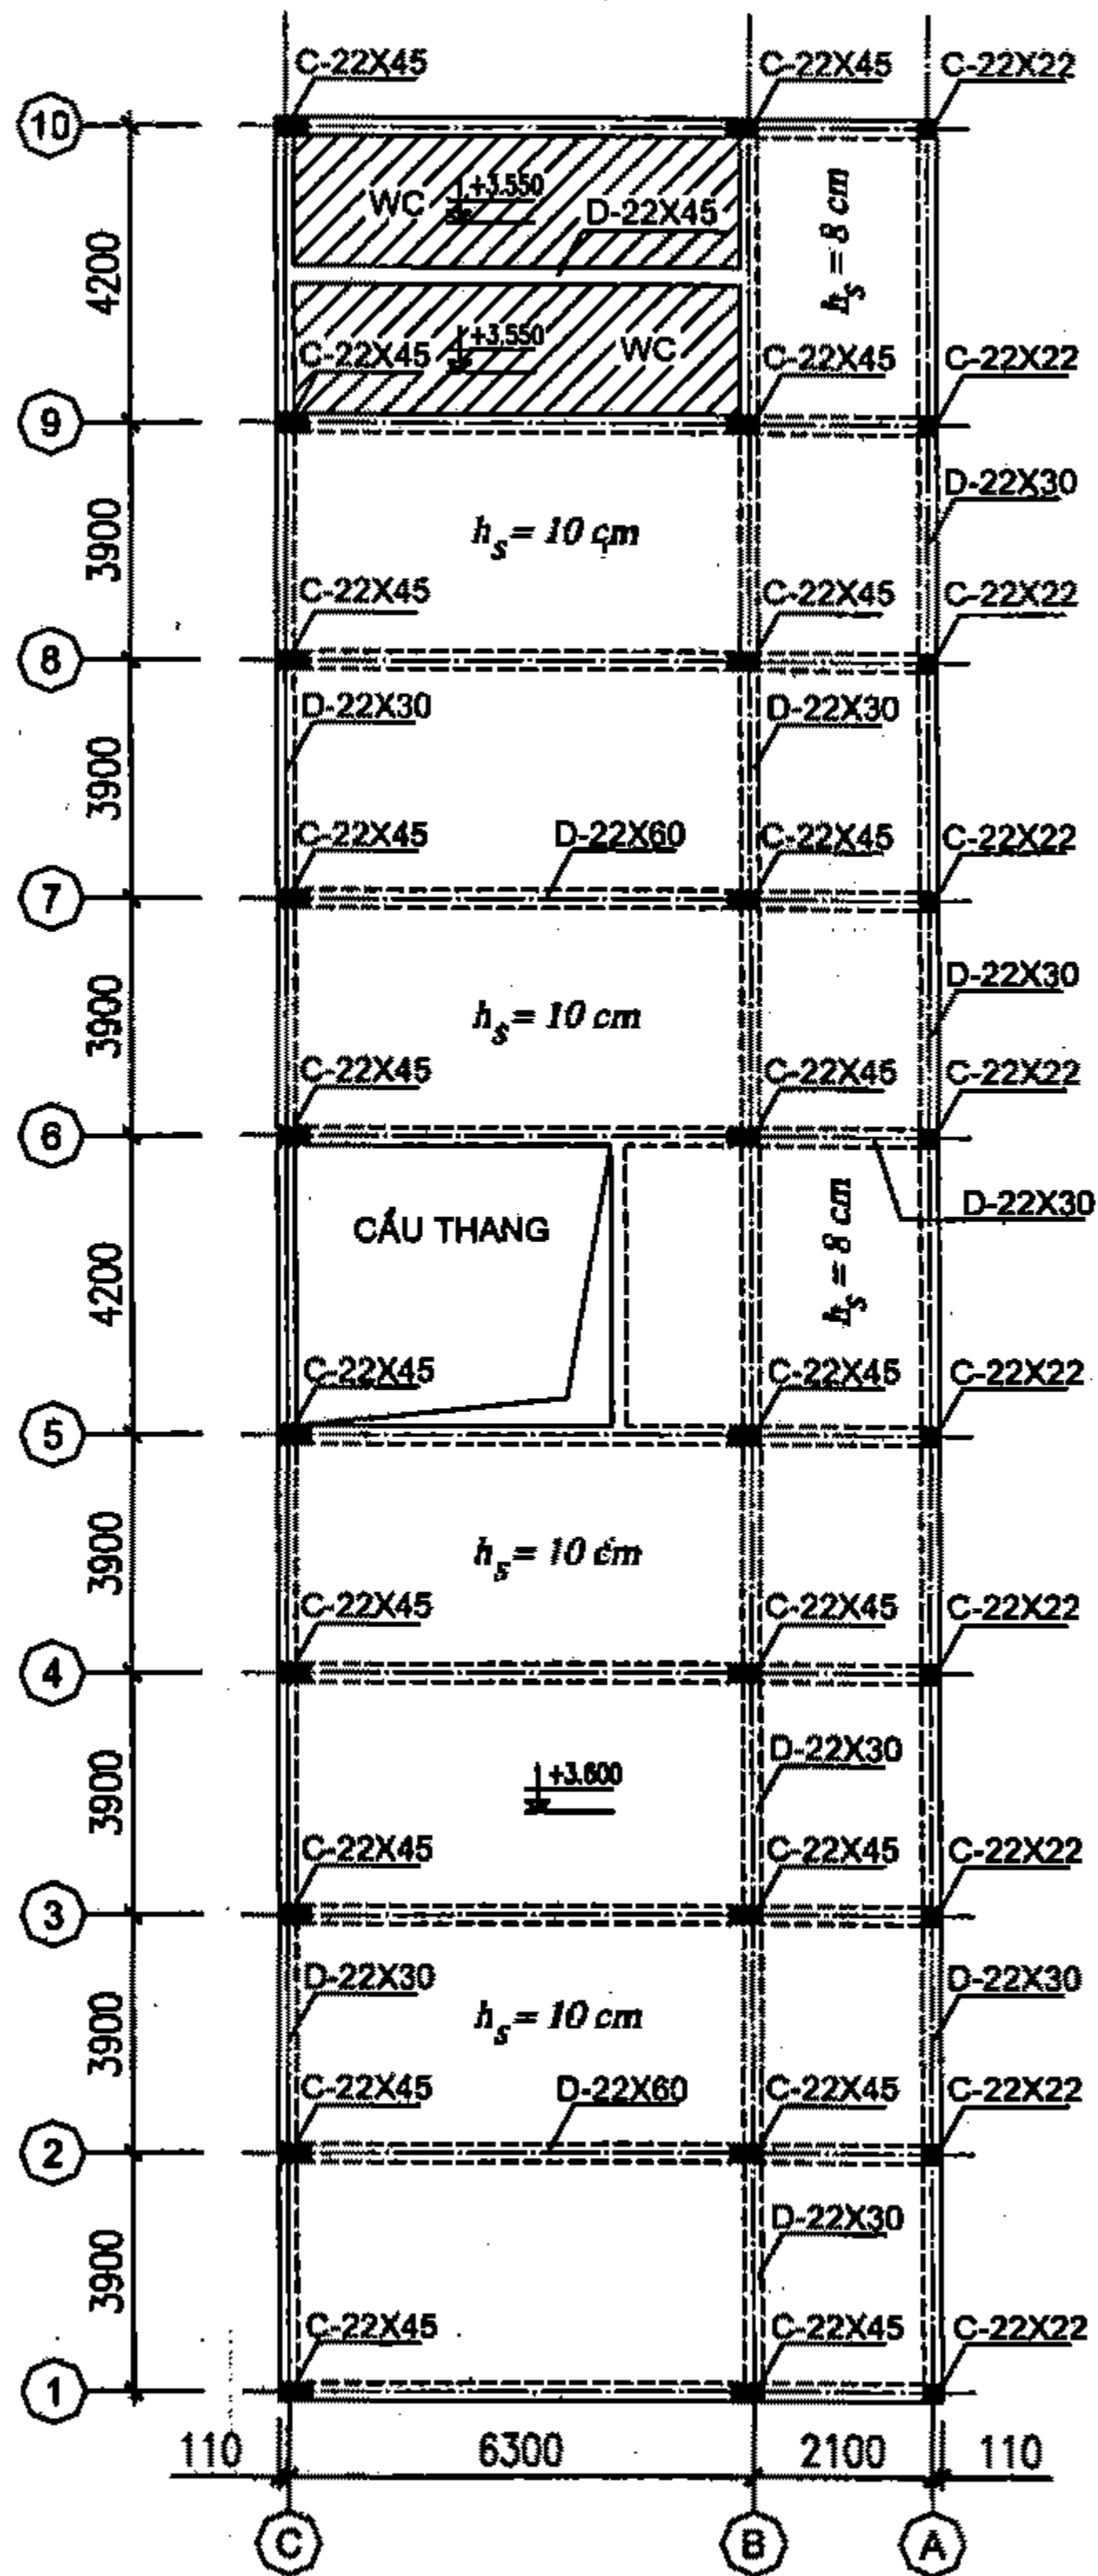 C-22X45 C-22X45 C-22X22
10
WC +3.550
D-22X45
h_s = 8 cm
4200
+3.550 WC
C-22X45 C-22X45 C-22X22
9
D-22X30
3900
h_s = 10 cm
C-22X45 C-22X45 C-22X22
8
D-22X30 D-22X30
3900
C-22X45 D-22X60 C-22X45 C-22X22
7
D-22X30
3900
h_s = 10 cm
C-22X45 C-22X45 C-22X22
6
D-22X30
CẦU THANG
h_s = 8 cm
4200
C-22X45 C-22X45 C-22X22
5
3900
h_s = 10 cm
C-22X45 C-22X45 C-22X22
4
D-22X30
+3.600
3900
C-22X45 C-22X45 C-22X22
3
D-22X30 D-22X30
3900
h_s = 10 cm
C-22X45 D-22X60 C-22X45 C-22X22
2
D-22X30
3900
C-22X45 C-22X45 C-22X22
1
110 6300 2100 110
C B A